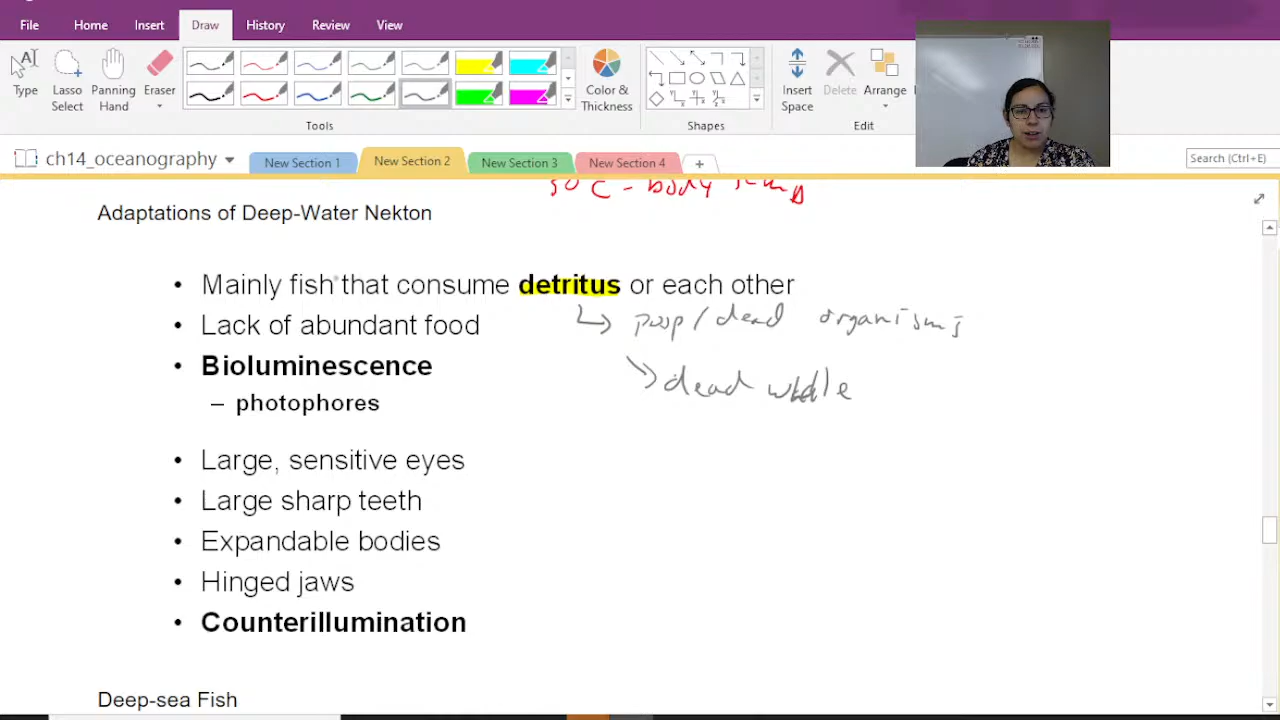 File Home Insert Draw History Review View
Type Lasso Select Panning Hand Eraser Color & Thickness Insert Space Delete Arrange
Tools Shapes Edit
ch14_oceanography New Section 1 New Section 2 New Section 3 New Section 4 + Search (Ctrl+E)
Adaptations of Deep-Water Nekton
• Mainly fish that consume detritus or each other
poop / dead organisms
• Lack of abundant food
• Bioluminescence
dead whale
– photophores
• Large, sensitive eyes
• Large sharp teeth
• Expandable bodies
• Hinged jaws
• Counterillumination
Deep-sea Fish